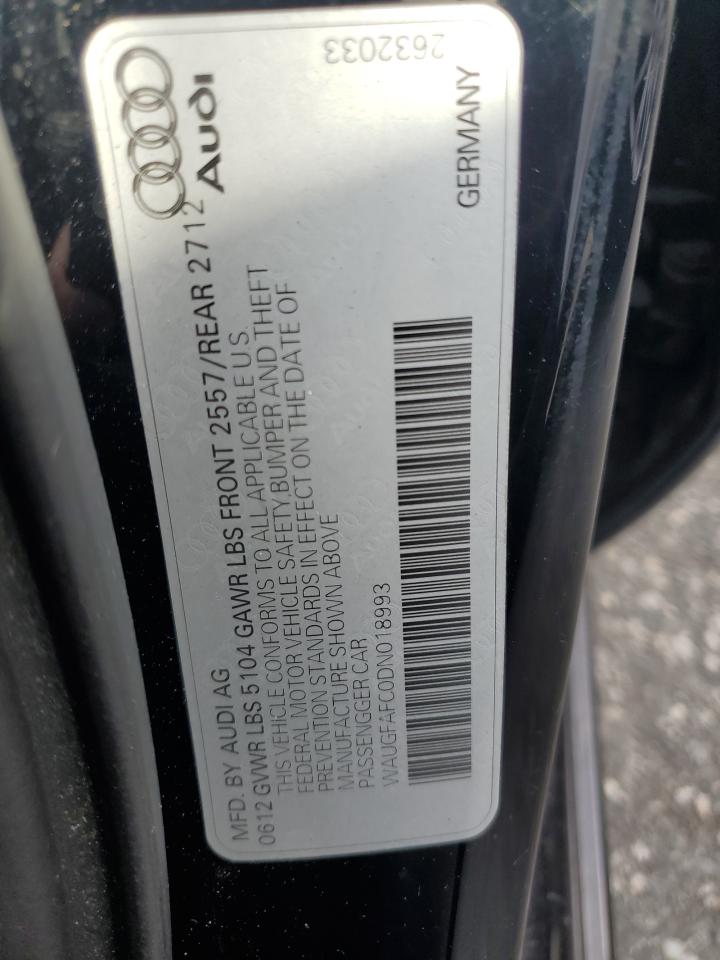 Audi
2632033
GERMANY
MFD. BY AUDI AG
0612 GVWR LBS 5104 GAWR LBS FRONT 2557/REAR 2712
THIS VEHICLE CONFORMS TO ALL APPLICABLE U.S.
FEDERAL MOTOR VEHICLE SAFETY,BUMPER AND THEFT
PREVENTION STANDARDS IN EFFECT ON THE DATE OF
MANUFACTURE SHOWN ABOVE
PASSENGGER CAR
WAUGFAFC0DN018993